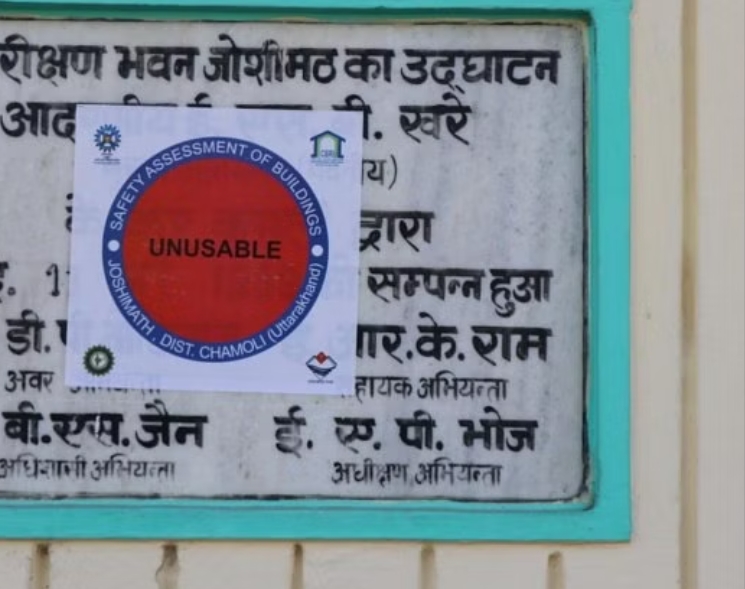 रीक्षण भवन जोशीमठ का उद्घाटन
आद ी. खरे
य)
द्वारा
सम्पन्न हुआ
डी. आर.के. राम
अवर हायक अभियन्ता
बी.एस. जैन ई. ए. पी. भोज
अधिशासी अभियन्ता अधीक्षण अभियन्ता
SAFETY ASSESSMENT OF BUILDINGS
UNUSABLE
JOSHIMATH, DIST. CHAMOLI (Uttarakhand)